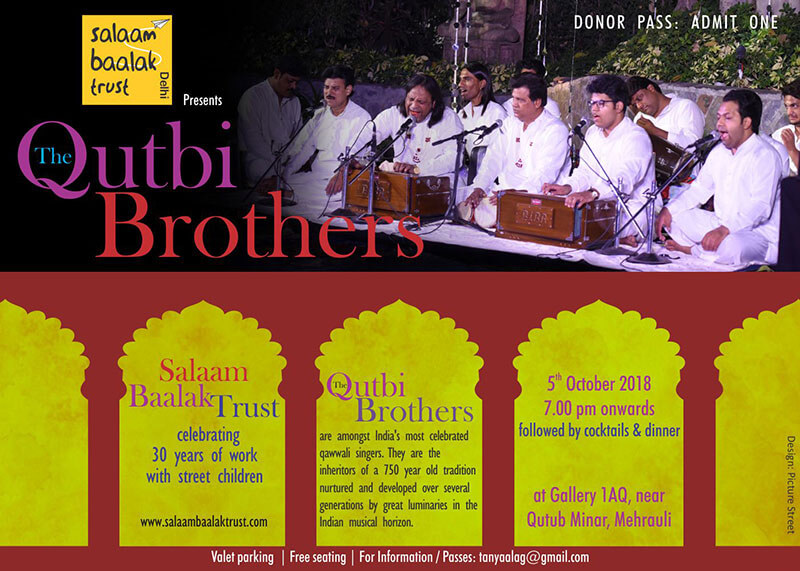 DONOR PASS: ADMIT ONE
salaam
baalak
trust
Delhi
Presents
The Qutbi
Brothers
Salaam
Baalak Trust
celebrating
30 years of work
with street children
www.salaambaalaktrust.com
The Qutbi
Brothers
are amongst India's most celebrated
qawwali singers. They are the
inheritors of a 750 year old tradition
nurtured and developed over several
generations by great luminaries in the
Indian musical horizon.
5th October 2018
7.00 pm onwards
followed by cocktails & dinner
at Gallery 1AQ, near
Qutub Minar, Mehrauli
Design: Picture Street
Valet parking | Free seating | For Information / Passes: tanyaalag@gmail.com